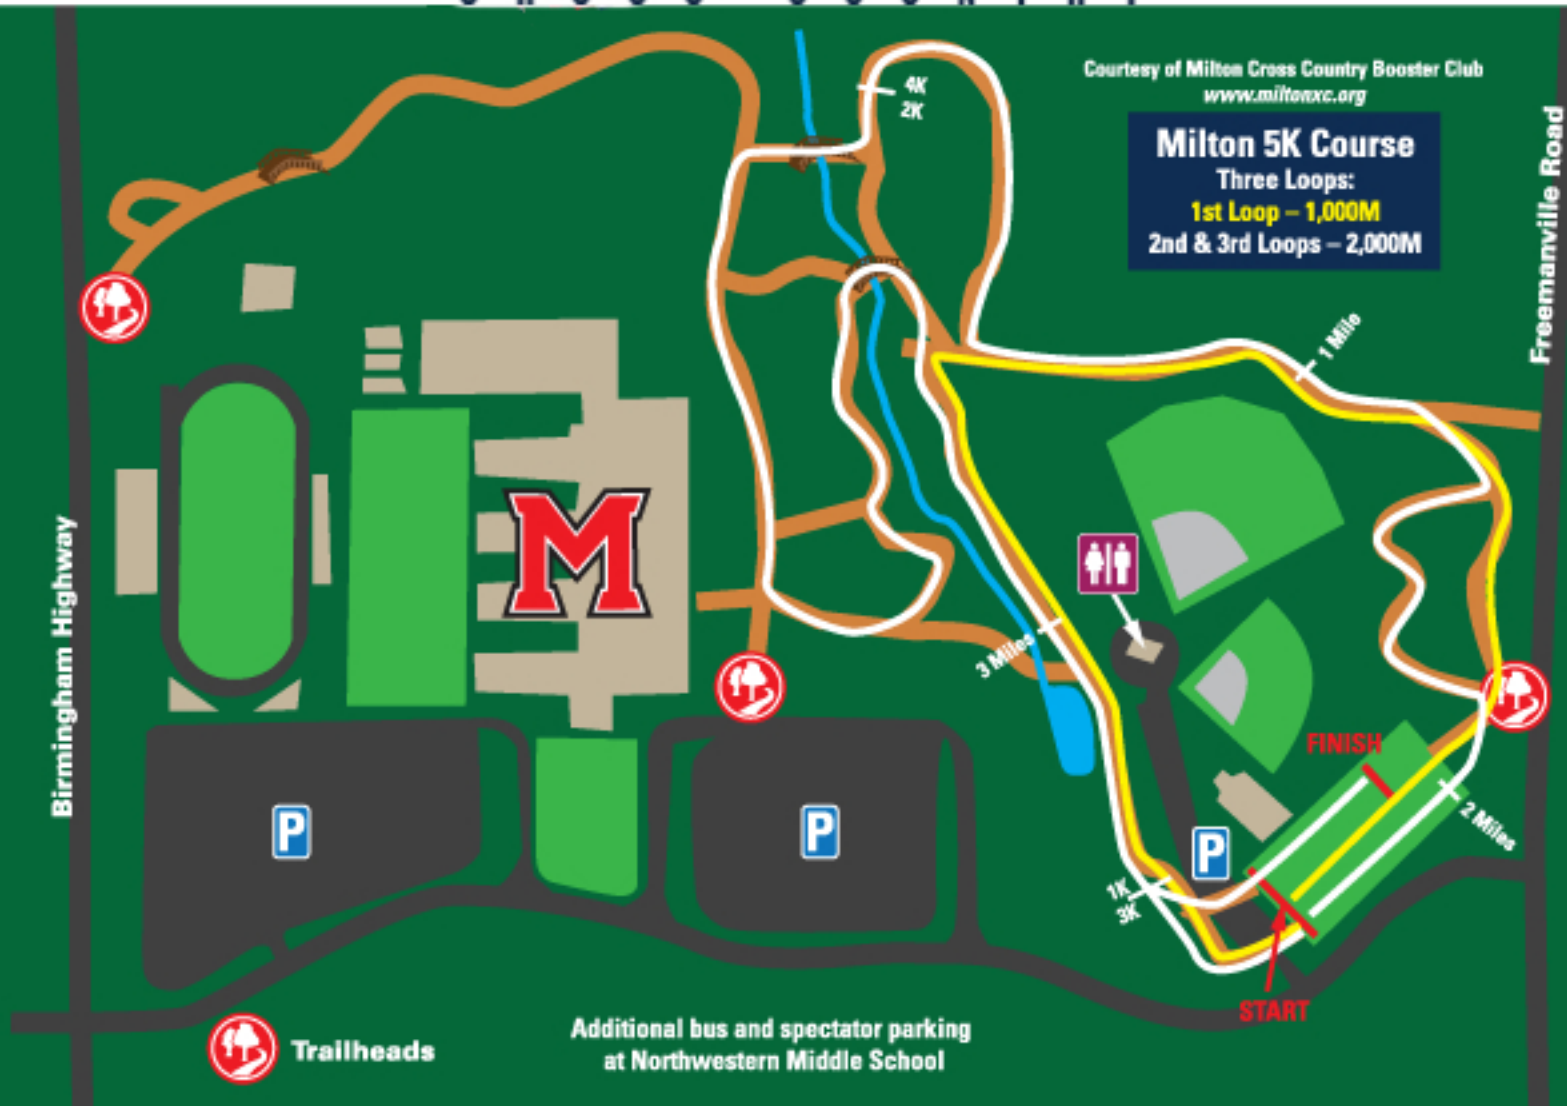 Courtesy of Milton Cross Country Booster Club
www.miltonxc.org
Milton 5K Course
Three Loops:
1st Loop – 1,000M
2nd & 3rd Loops – 2,000M
Freemanville Road
4K
2K
1 Mile
M
Birmingham Highway
3 Miles
FINISH
2 Miles
P
P
P
1K
3K
START
Trailheads
Additional bus and spectator parking
at Northwestern Middle School